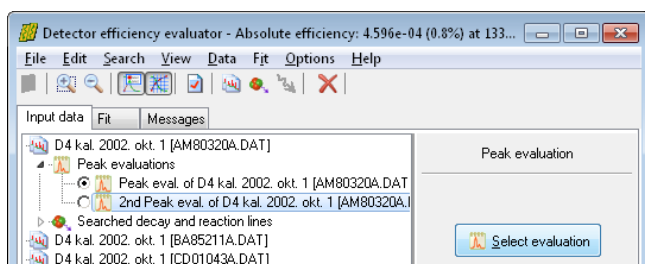 Detector efficiency evaluator - Absolute efficiency: 4.596e-04 (0.8%) at 133...
File Edit Search View Data Fit Options Help
Input data Fit Messages
D4 kal. 2002. okt. 1 [AM80320A.DAT]
Peak evaluation
Peak evaluations
Peak eval. of D4 kal. 2002. okt. 1 [AM80320A.DAT
2nd Peak eval. of D4 kal. 2002. okt. 1 [AM80320A.
Searched decay and reaction lines
D4 kal. 2002. okt. 1 [BA85211A.DAT]
Select evaluation
D4 kal. 2002. okt. 1 [CD01043A.DAT]